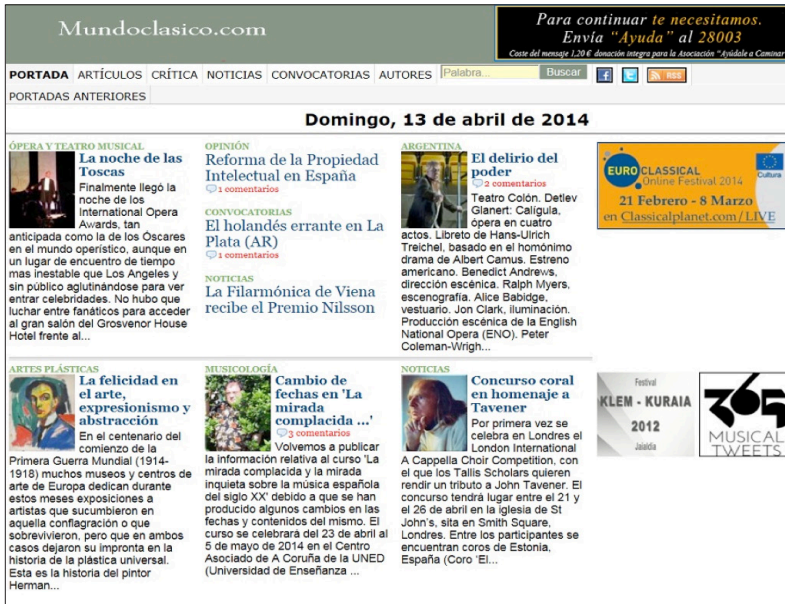 Mundoclasico.com
Para continuar te necesitamos.
Envía “Ayuda” al 28003
Coste del mensaje 1,20 € donación integra para la Asociación “Ayúdale a Caminar
PORTADA ARTÍCULOS CRÍTICA NOTICIAS CONVOCATORIAS AUTORES Palabra... Buscar RSS
PORTADAS ANTERIORES
Domingo, 13 de abril de 2014
ÓPERA Y TEATRO MUSICAL
La noche de las
Toscas
Finalmente llegó la
noche de los
International Opera
Awards, tan
anticipada como la de los Óscares
en el mundo operístico, aunque en
un lugar de encuentro de tiempo
mas inestable que Los Angeles y
sin público aglutinándose para ver
entrar celebridades. No hubo que
luchar entre fanáticos para acceder
al gran salón del Grosvenor House
Hotel frente al...
OPINIÓN
Reforma de la Propiedad
Intelectual en España
1 comentarios
CONVOCATORIAS
El holandés errante en La
Plata (AR)
1 comentarios
NOTICIAS
La Filarmónica de Viena
recibe el Premio Nilsson
ARGENTINA
El delirio del
poder
2 comentarios
Teatro Colón. Detlev
Glanert: Calígula,
ópera en cuatro
actos. Libreto de Hans-Ulrich
Treichel, basado en el homónimo
drama de Albert Camus. Estreno
americano. Benedict Andrews,
dirección escénica. Ralph Myers,
escenografía. Alice Babidge,
vestuario. Jon Clark, iluminación.
Producción escénica de la English
National Opera (ENO). Peter
Coleman-Wrigh...
EUROCLASSICAL
Online Festival 2014
Cultura
21 Febrero - 8 Marzo
en Classicalplanet.com/LIVE
ARTES PLÁSTICAS
La felicidad en
el arte,
expresionismo y
abstracción
En el centenario del
comienzo de la
Primera Guerra Mundial (1914-
1918) muchos museos y centros de
arte de Europa dedican durante
estos meses exposiciones a
artistas que sucumbieron en
aquella conflagración o que
sobrevivieron, pero que en ambos
casos dejaron su impronta en la
historia de la plástica universal.
Esta es la historia del pintor
Herman...
MUSICOLOGÍA
Cambio de
fechas en 'La
mirada
complacida ...'
3 comentarios
Volvemos a publicar
la información relativa al curso 'La
mirada complacida y la mirada
inquieta sobre la música española
del siglo XX' debido a que se han
producido algunos cambios en las
fechas y contenidos del mismo. El
curso se celebrará del 23 de abril al
5 de mayo de 2014 en el Centro
Asociado de A Coruña de la UNED
(Universidad de Enseñanza ...
NOTICIAS
Concurso coral
en homenaje a
Tavener
Por primera vez se
celebra en Londres el
London International
A Cappella Choir Competition, con
el que los Tallis Scholars quieren
rendir un tributo a John Tavener. El
concurso tendrá lugar entre el 21 y
el 26 de abril en la iglesia de St
John's, sita en Smith Square,
Londres. Entre los participantes se
encuentran coros de Estonia,
España (Coro 'El...
Festival
KLEM - KURAIA
2012
Jaialdia
365
MUSICAL
TWEETS